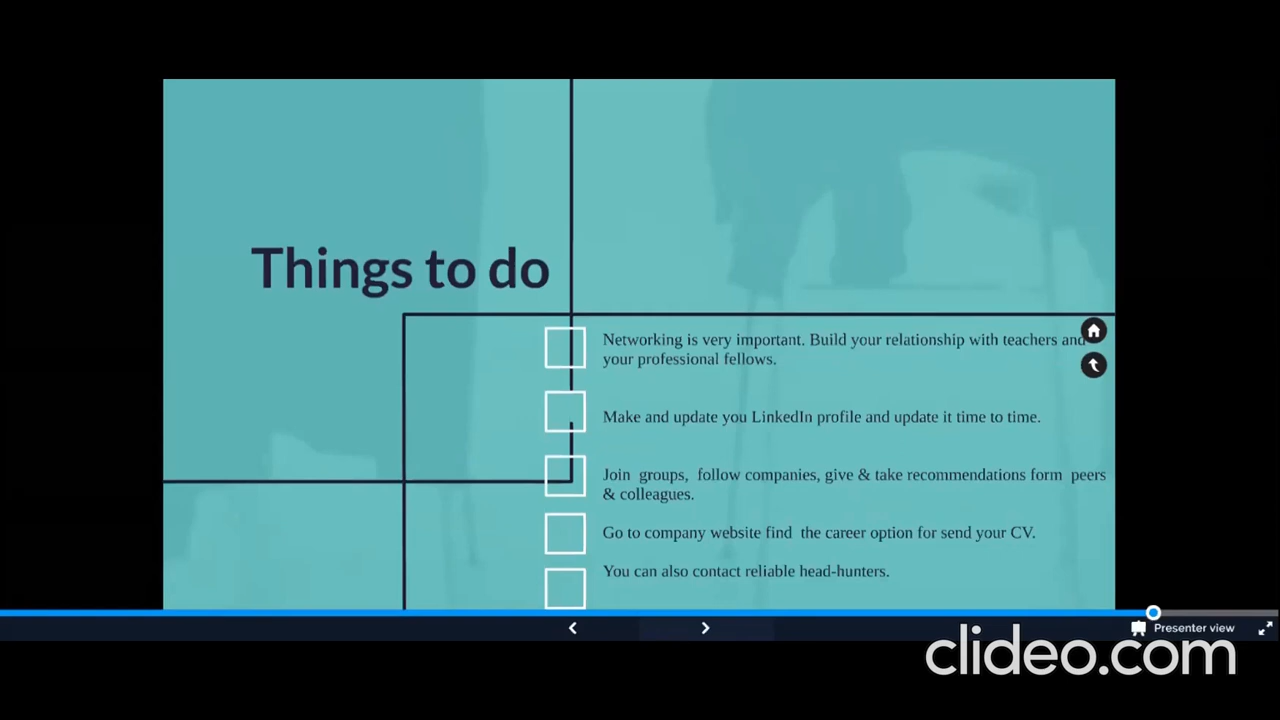 Things to do
Networking is very important. Build your relationship with teachers and
your professional fellows.
Make and update you LinkedIn profile and update it time to time.
Join groups, follow companies, give & take recommendations form peers
& colleagues.
Go to company website find the career option for send your CV.
You can also contact reliable head-hunters.
Presenter view
clideo.com